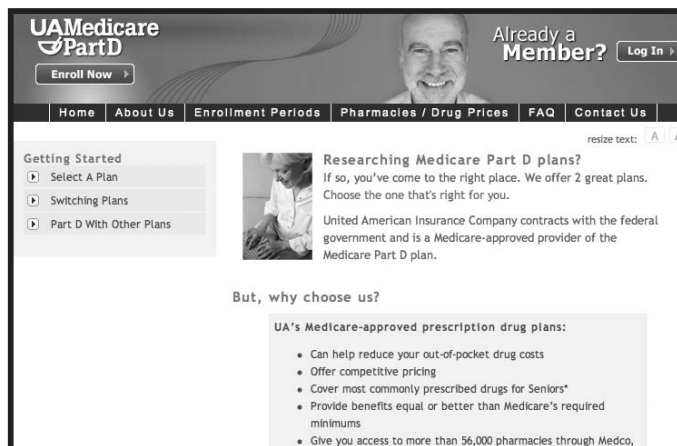 UAMedicare
PartD
Enroll Now
Already a
Member?
Log In
Home
About Us
Enrollment Periods
Pharmacies / Drug Prices
FAQ
Contact Us
resize text: A A
Getting Started
Select A Plan
Switching Plans
Part D With Other Plans
Researching Medicare Part D plans?
If so, you've come to the right place. We offer 2 great plans.
Choose the one that's right for you.
United American Insurance Company contracts with the federal
government and is a Medicare-approved provider of the
Medicare Part D plan.
But, why choose us?
UA's Medicare-approved prescription drug plans:
• Can help reduce your out-of-pocket drug costs
• Offer competitive pricing
• Cover most commonly prescribed drugs for Seniors*
• Provide benefits equal or better than Medicare's required
minimums
• Give you access to more than 56,000 pharmacies through Medco,